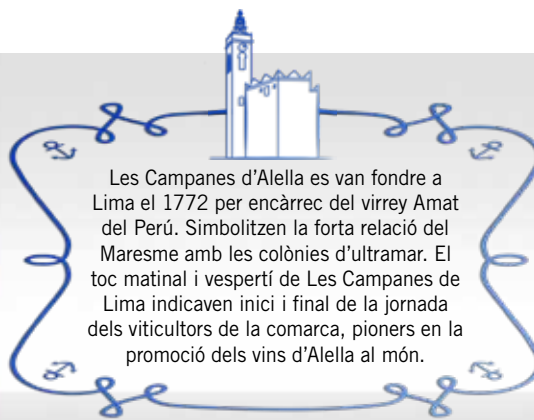 Les Campanes d’Alella es van fondre a
Lima el 1772 per encàrrec del virrey Amat
del Perú. Simbolitzen la forta relació del
Maresme amb les colònies d’ultramar. El
toc matinal i vespertí de Les Campanes de
Lima indicaven inici i final de la jornada
dels viticultors de la comarca, pioners en la
promoció dels vins d’Alella al món.